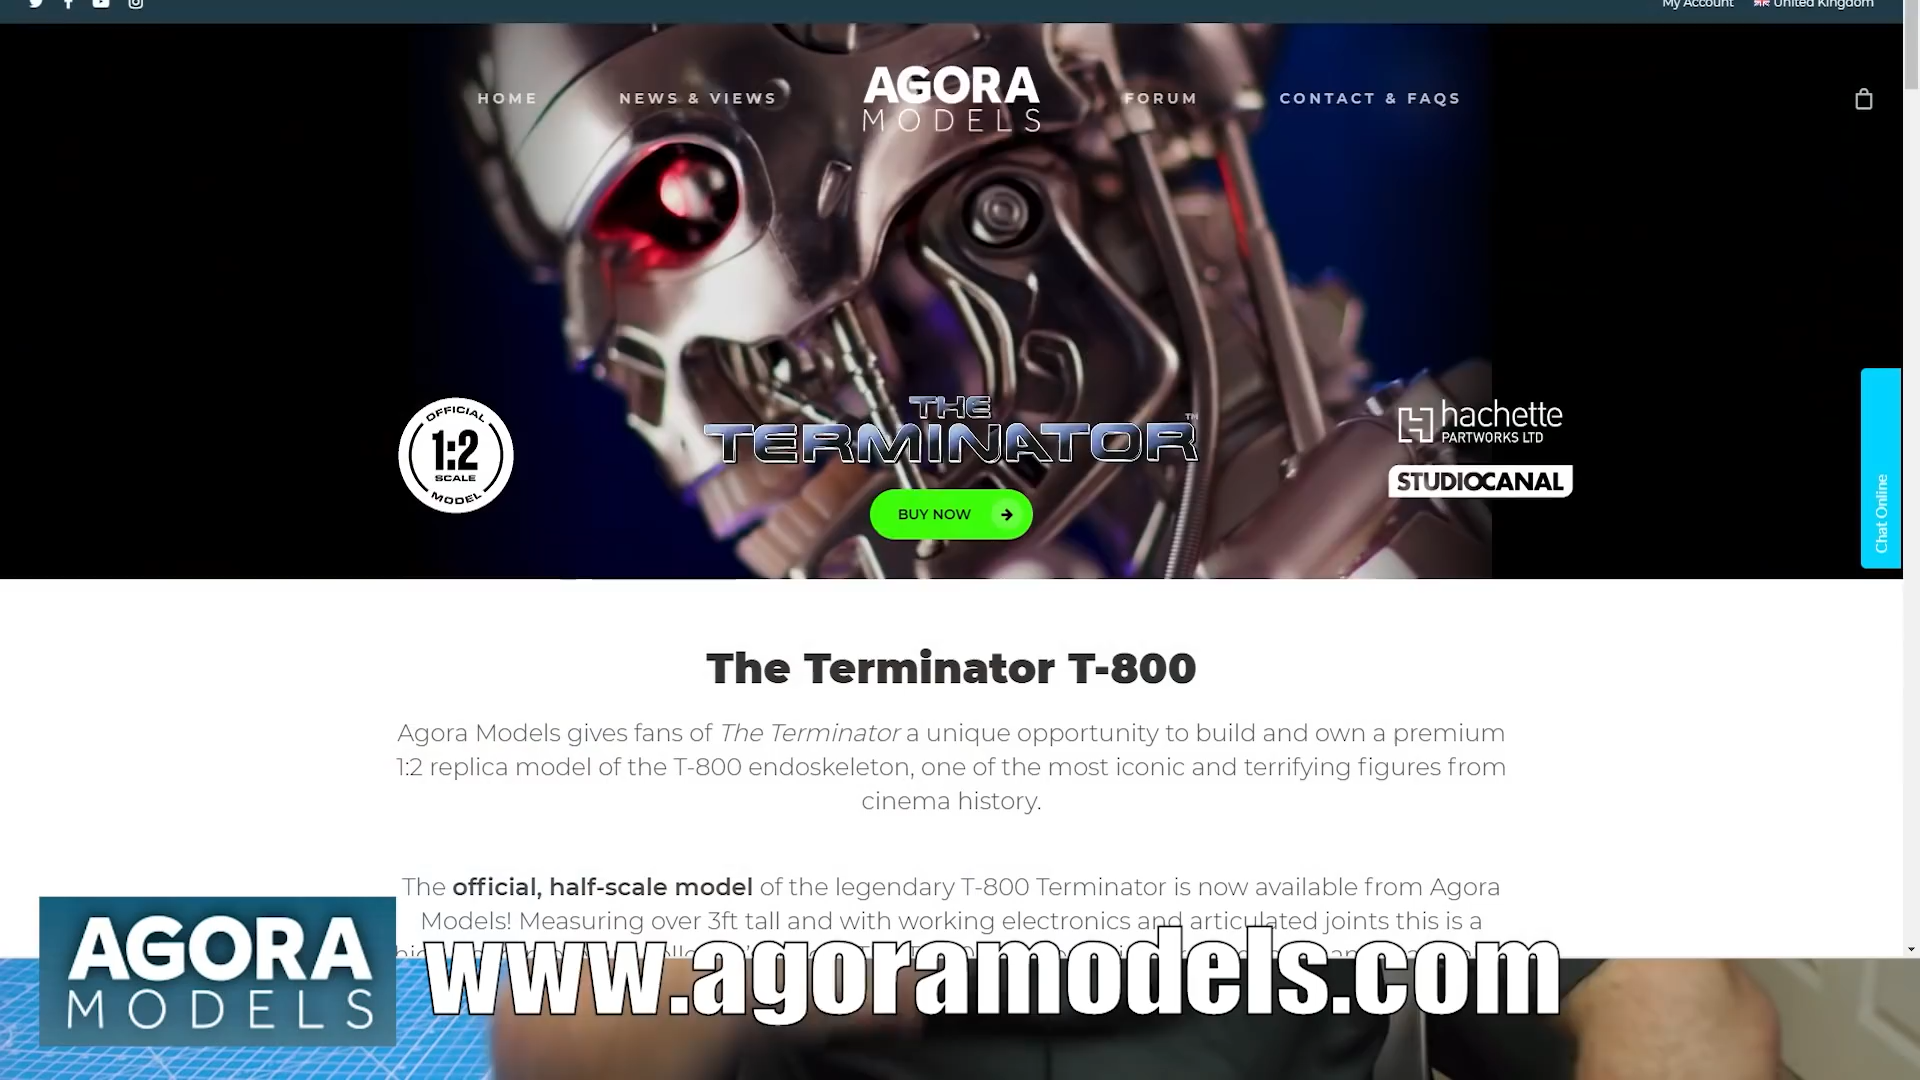 My Account United Kingdom
HOME NEWS & VIEWS AGORA MODELS FORUM CONTACT & FAQS
OFFICIAL
1:2
SCALE
MODEL
THE
TERMINATOR™
BUY NOW
hachette
PARTWORKS LTD
STUDIOCANAL
Chat Online
The Terminator T-800
Agora Models gives fans of The Terminator a unique opportunity to build and own a premium
1:2 replica model of the T-800 endoskeleton, one of the most iconic and terrifying figures from
cinema history.
The official, half-scale model of the legendary T-800 Terminator is now available from Agora
Models! Measuring over 3ft tall and with working electronics and articulated joints this is a
AGORA
MODELS
www.agoramodels.com